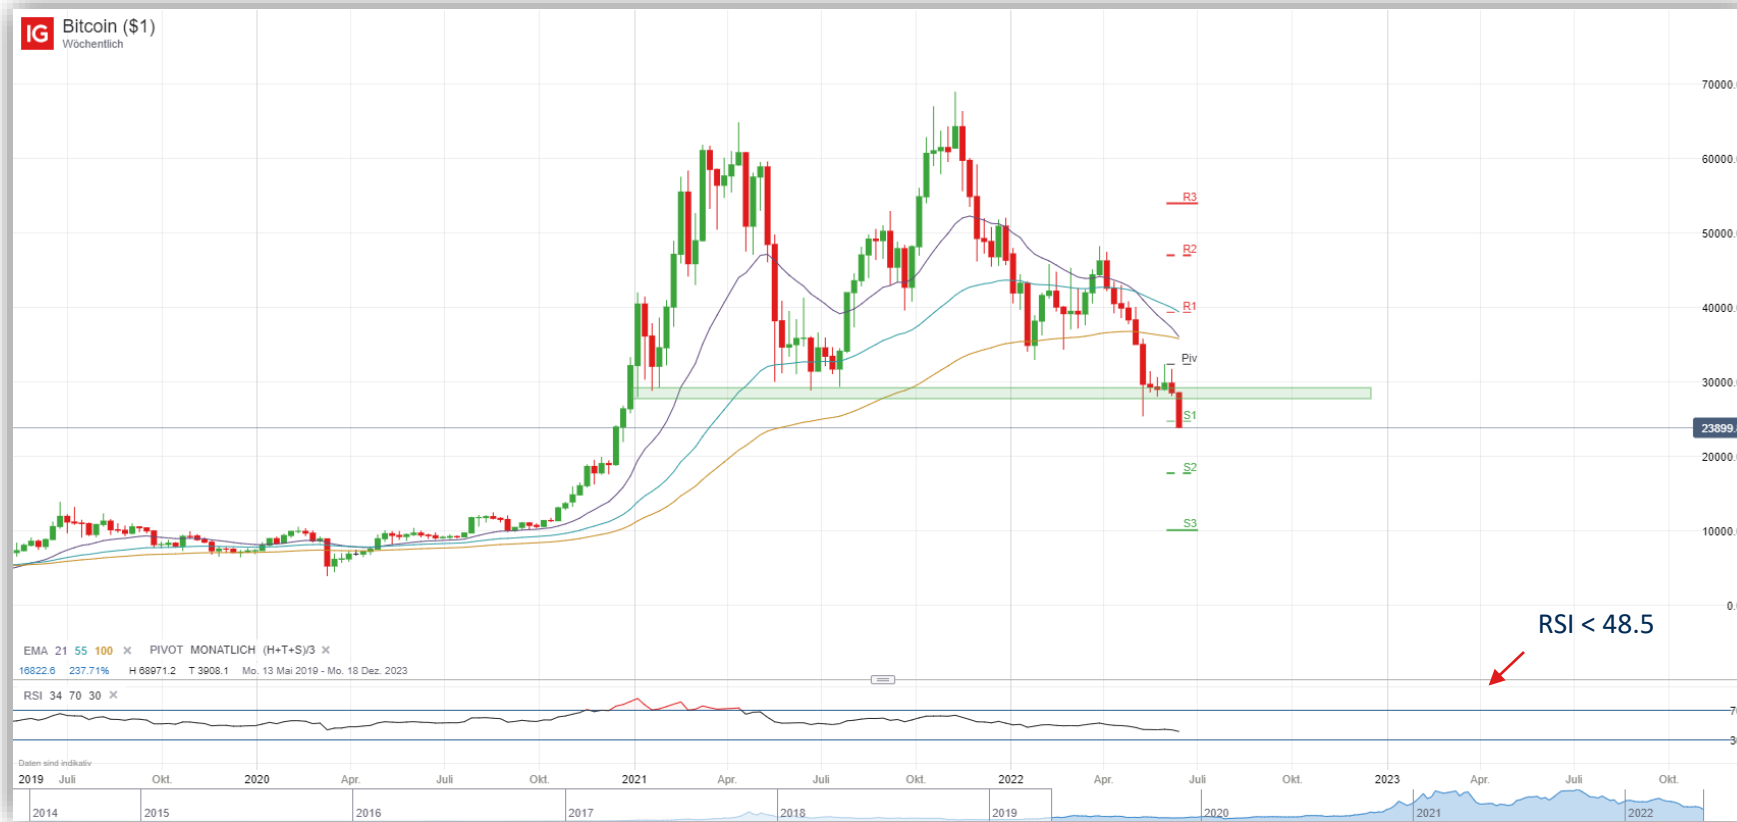 IG Bitcoin ($1)
Wöchentlich
70000.
60000.
R3
50000.
R2
R1
40000.
Piv
30000.
S1
23899.
S2
20000.
S3
10000.
0.
RSI < 48.5
EMA 21 55 100 × PIVOT MONATLICH (H+T+S)/3 ×
16822.6 237.71% H 68971.2 T 3908.1 Mo. 13 Mai 2019 - Mo. 18 Dez. 2023
RSI 34 70 30 ×
Daten sind indikativ
2019 Juli Okt. 2020 Apr. Juli Okt. 2021 Apr. Juli Okt. 2022 Apr. Juli Okt. 2023 Apr. Juli Okt.
2014 2015 2016 2017 2018 2019 2020 2021 2022